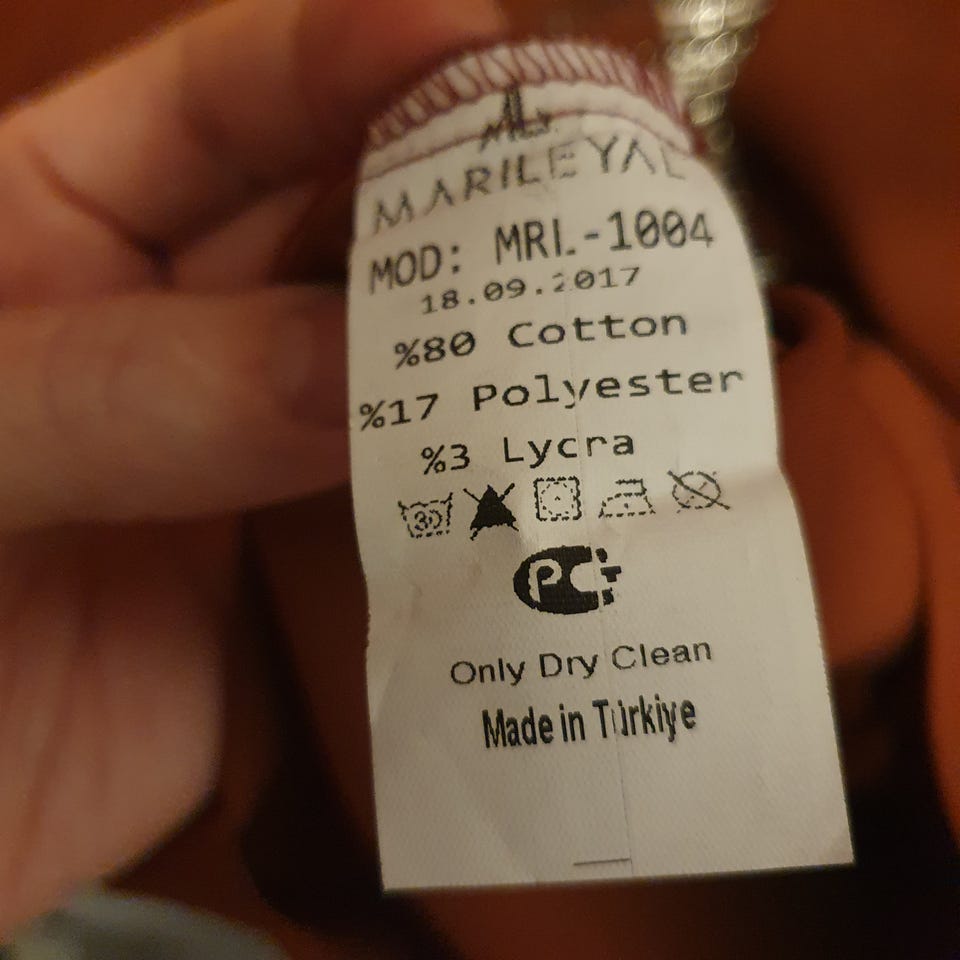 MLY
MARILEYAL
MOD: MRL-1004
18.09.2017
%80 Cotton
%17 Polyester
%3 Lycra
30
PCT
Only Dry Clean
Made in Türkiye